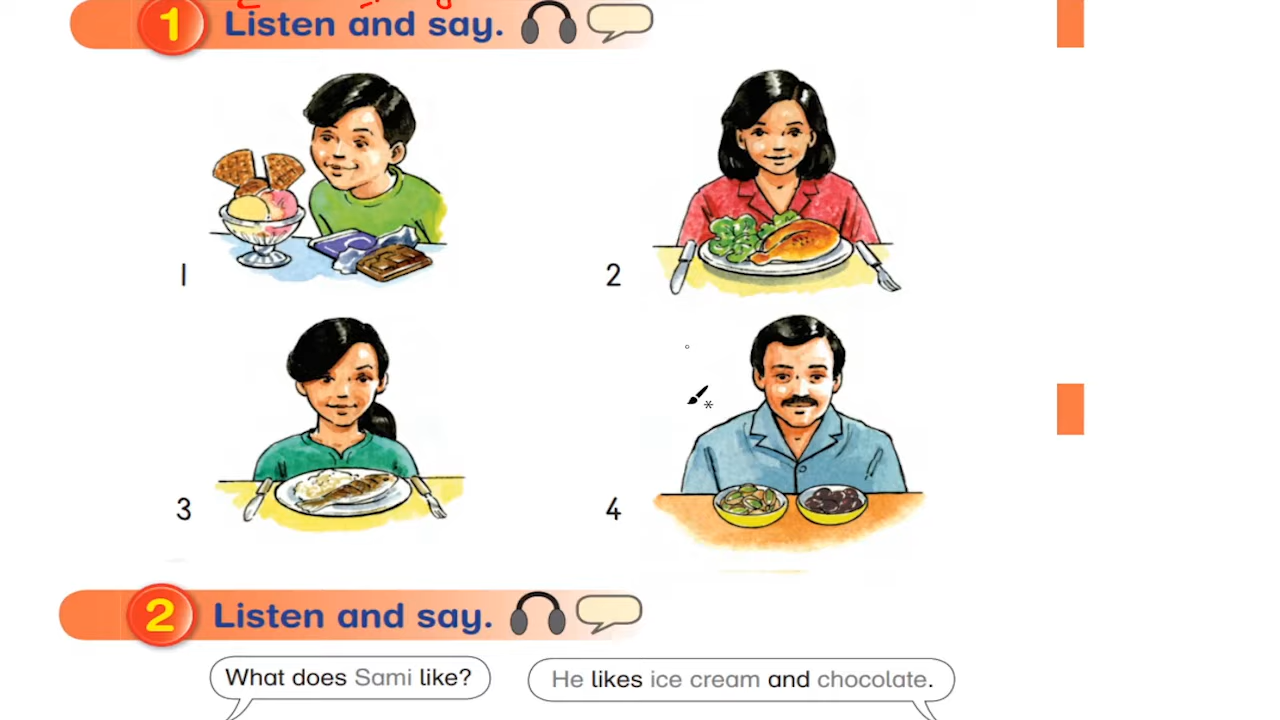 1 Listen and say.
1
2
3
4
2 Listen and say.
What does Sami like?
He likes ice cream and chocolate.